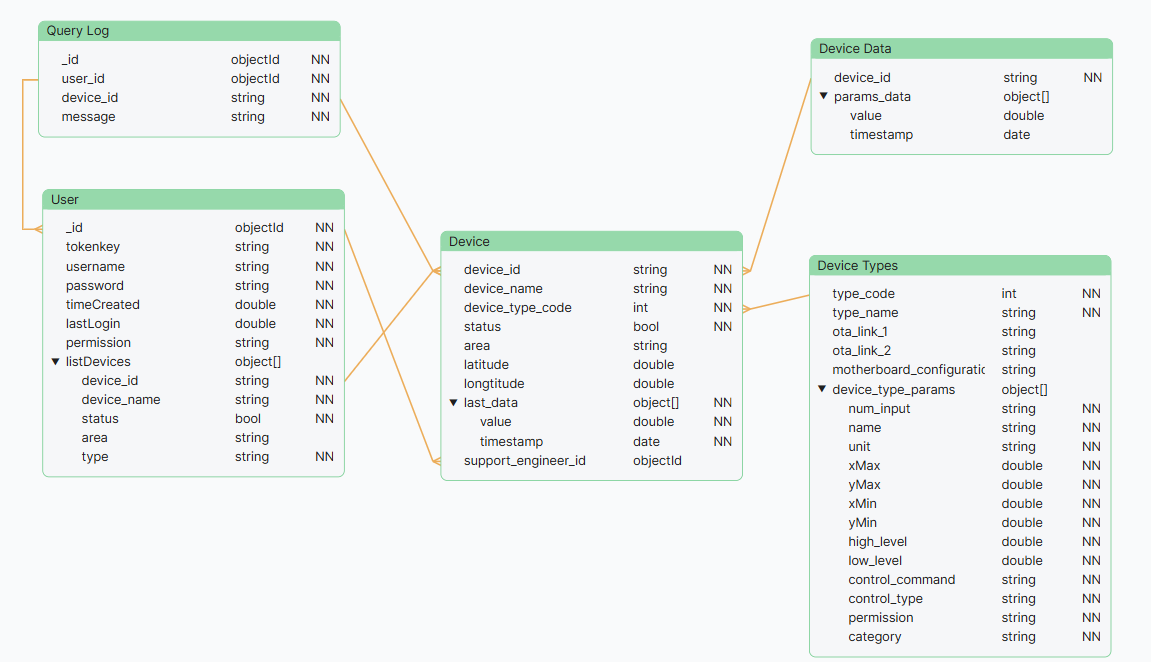 Query Log
_id objectId NN
user_id objectId NN
device_id string NN
message string NN
User
_id objectId NN
tokenkey string NN
username string NN
password string NN
timeCreated double NN
lastLogin double NN
permission string NN
▼ listDevices object[]
device_id string NN
device_name string NN
status bool NN
area string
type string NN
Device
device_id string NN
device_name string NN
device_type_code int NN
status bool NN
area string
latitude double
longtitude double
▼ last_data object[] NN
value double NN
timestamp date NN
support_engineer_id objectId
Device Data
device_id string NN
▼ params_data object[]
value double
timestamp date
Device Types
type_code int NN
type_name string NN
ota_link_1 string
ota_link_2 string
motherboard_configuratic string
▼ device_type_params object[]
num_input string NN
name string NN
unit string NN
xMax double NN
yMax double NN
xMin double NN
yMin double NN
high_level double NN
low_level double NN
control_command string NN
control_type string NN
permission string NN
category string NN